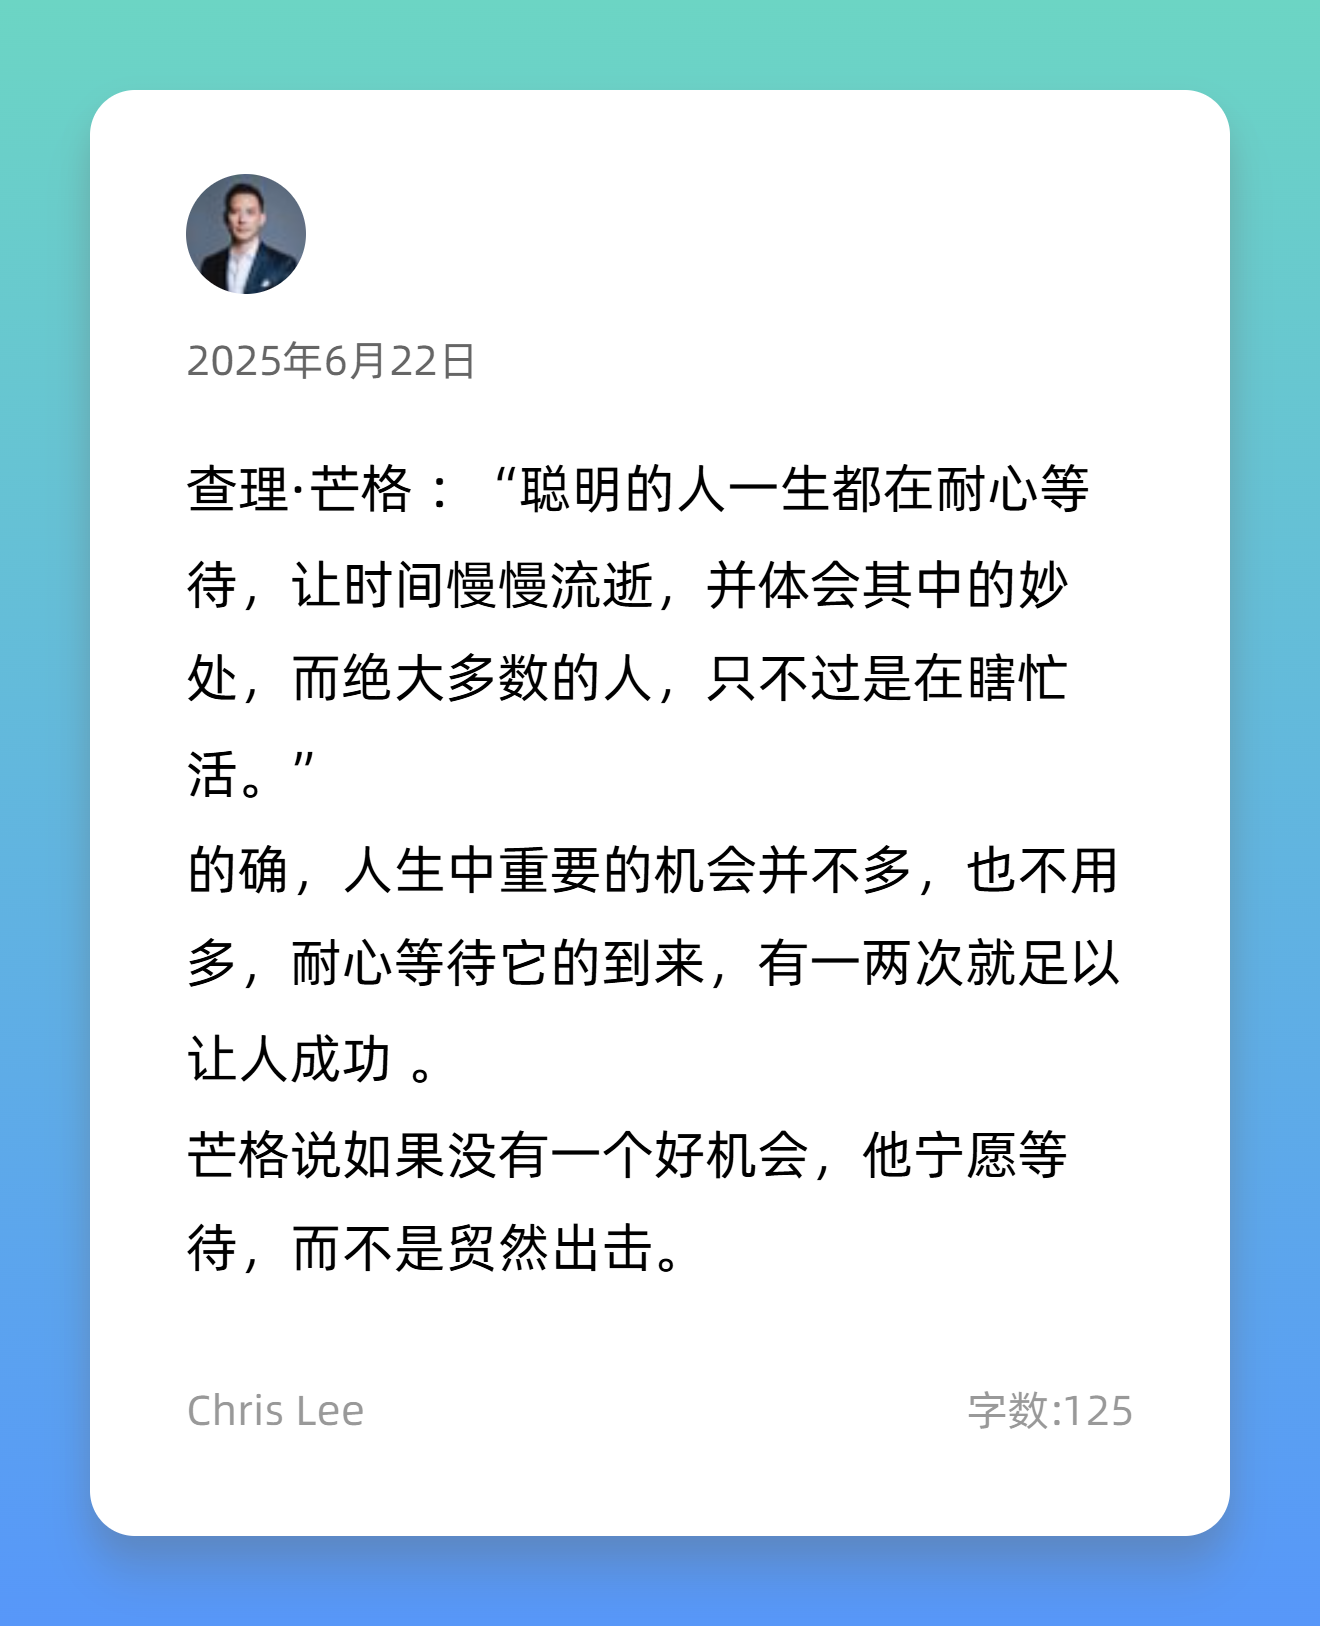 2025年6月22日
查理·芒格 ：“聪明的人一生都在耐心等
待，让时间慢慢流逝，并体会其中的妙
处，而绝大多数的人，只不过是在瞎忙
活。”
的确，人生中重要的机会并不多，也不用
多，耐心等待它的到来，有一两次就足以
让人成功 。
芒格说如果没有一个好机会，他宁愿等
待，而不是贸然出击。
Chris Lee
字数:125